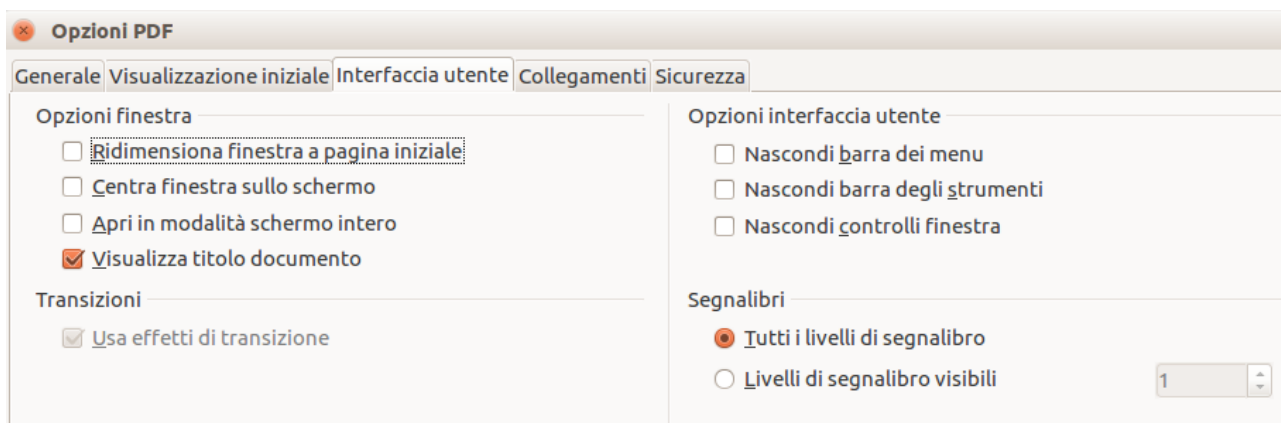 Opzioni PDF
Generale Visualizzazione iniziale Interfaccia utente Collegamenti Sicurezza
Opzioni finestra
Ridimensiona finestra a pagina iniziale
Centra finestra sullo schermo
Apri in modalità schermo intero
Visualizza titolo documento
Transizioni
Usa effetti di transizione
Opzioni interfaccia utente
Nascondi barra dei menu
Nascondi barra degli strumenti
Nascondi controlli finestra
Segnalibri
Tutti i livelli di segnalibro
Livelli di segnalibro visibili 1